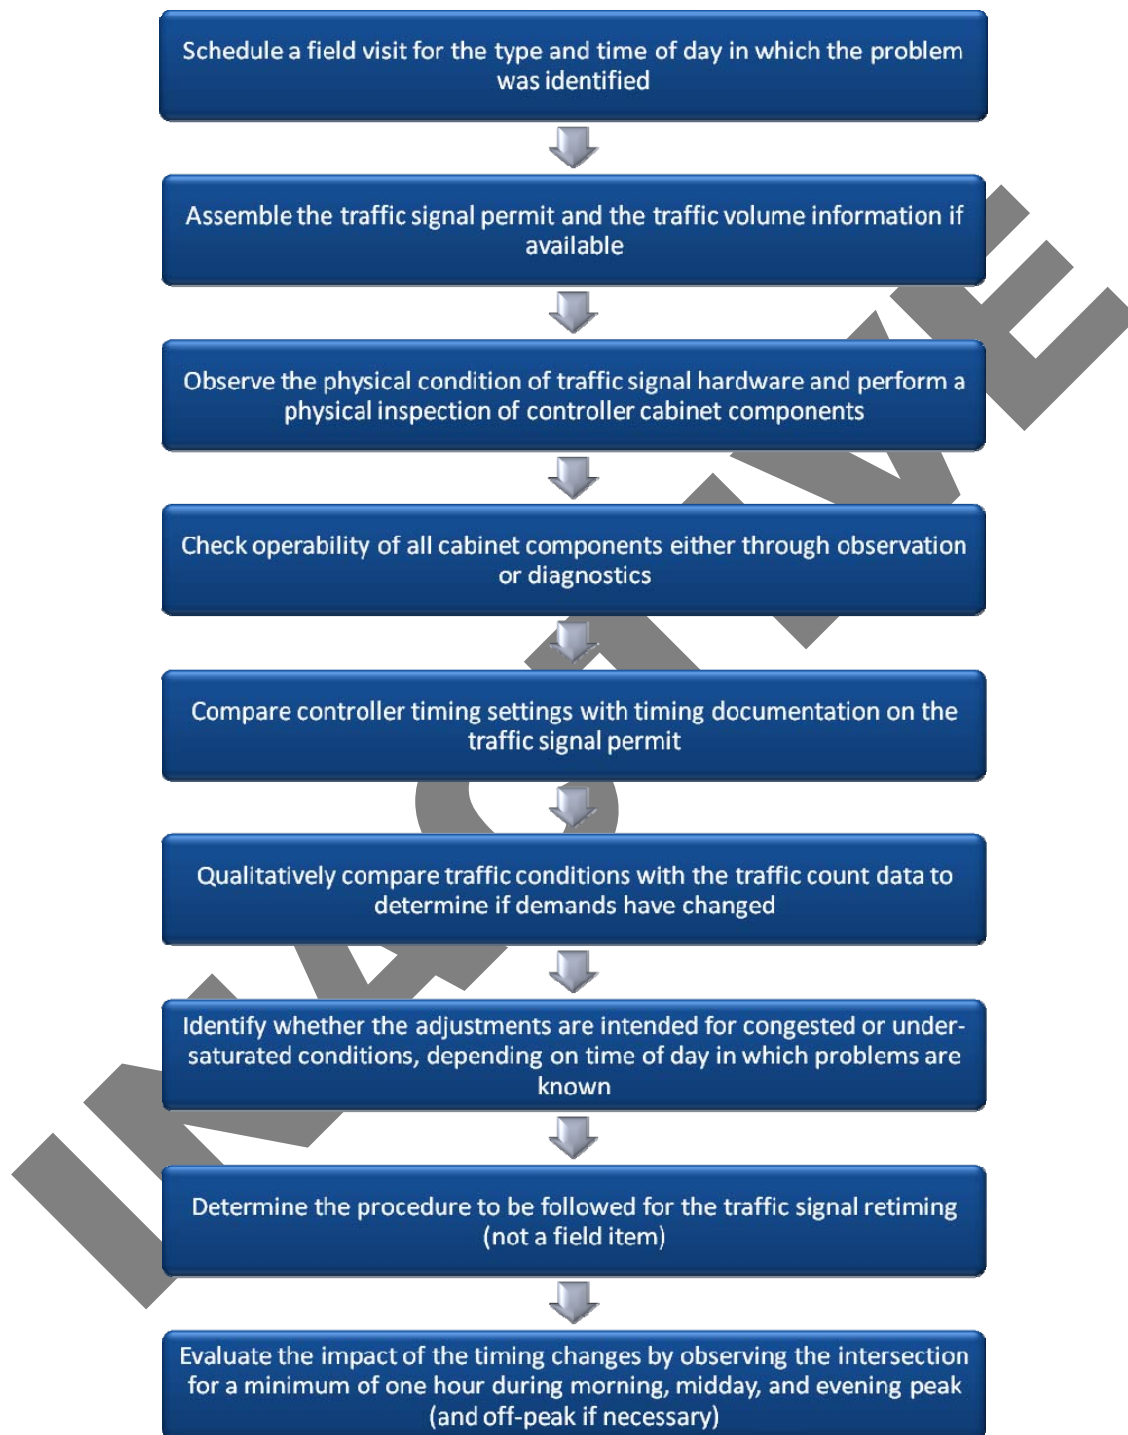 Schedule a field visit for the type and time of day in which the problem
was identified
Assemble the traffic signal permit and the traffic volume information if
available
Observe the physical condition of traffic signal hardware and perform a
physical inspection of controller cabinet components
Check operability of all cabinet components either through observation
or diagnostics
Compare controller timing settings with timing documentation on the
traffic signal permit
Qualitatively compare traffic conditions with the traffic count data to
determine if demands have changed
Identify whether the adjustments are intended for congested or under-
saturated conditions, depending on time of day in which problems are
known
Determine the procedure to be followed for the traffic signal retiming
(not a field item)
Evaluate the impact of the timing changes by observing the intersection
for a minimum of one hour during morning, midday, and evening peak
(and off-peak if necessary)
INACTIVE